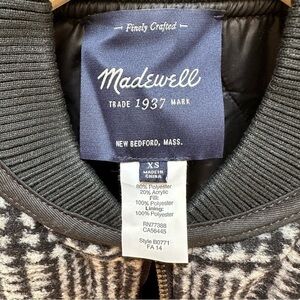 Finely Crafted
Madewell
TRADE 1937 MARK
NEW BEDFORD, MASS.
XS
MADE IN
CHINA
80% Polyester
20% Acrylic
Fill:
100% Polyester
Lining:
100% Polyester
RN77388
CA56445
Style B0771
FA 14